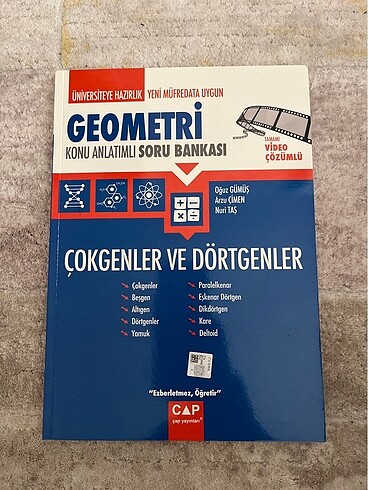 ÜNİVERSİTEYE HAZIRLIK YENİ MÜFREDATA UYGUN
GEOMETRİ
KONU ANLATIMLI SORU BANKASI
TAMAMI
VİDEO
ÇÖZÜMLÜ
Oğuz GÜMÜŞ
Arzu ÇİMEN
Nuri TAŞ
ÇOKGENLER VE DÖRTGENLER
Çokgenler
Beşgen
Altıgen
Dörtgenler
Yamuk
Paralelkenar
Eşkenar Dörtgen
Dikdörtgen
Kare
Deltoid
"Ezberletmez, Öğretir"
ÇAP
çap yayınları